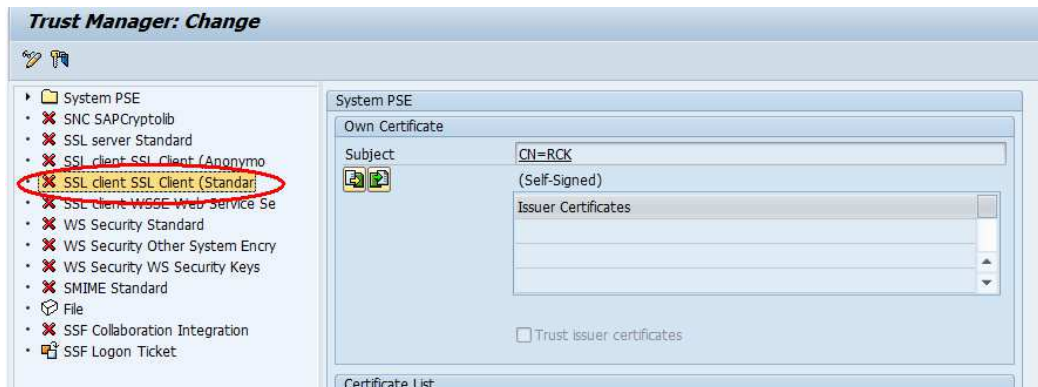 Trust Manager: Change
System PSE
SNC SAPCryptolib
SSL server Standard
SSL client SSL Client (Anonymo
SSL client SSL Client (Standar
SSL client WSSE Web Service Se
WS Security Standard
WS Security Other System Encry
WS Security WS Security Keys
SMIME Standard
File
SSF Collaboration Integration
SSF Logon Ticket
System PSE
Own Certificate
Subject CN=RCK
(Self-Signed)
Issuer Certificates
Trust issuer certificates
Certificate List